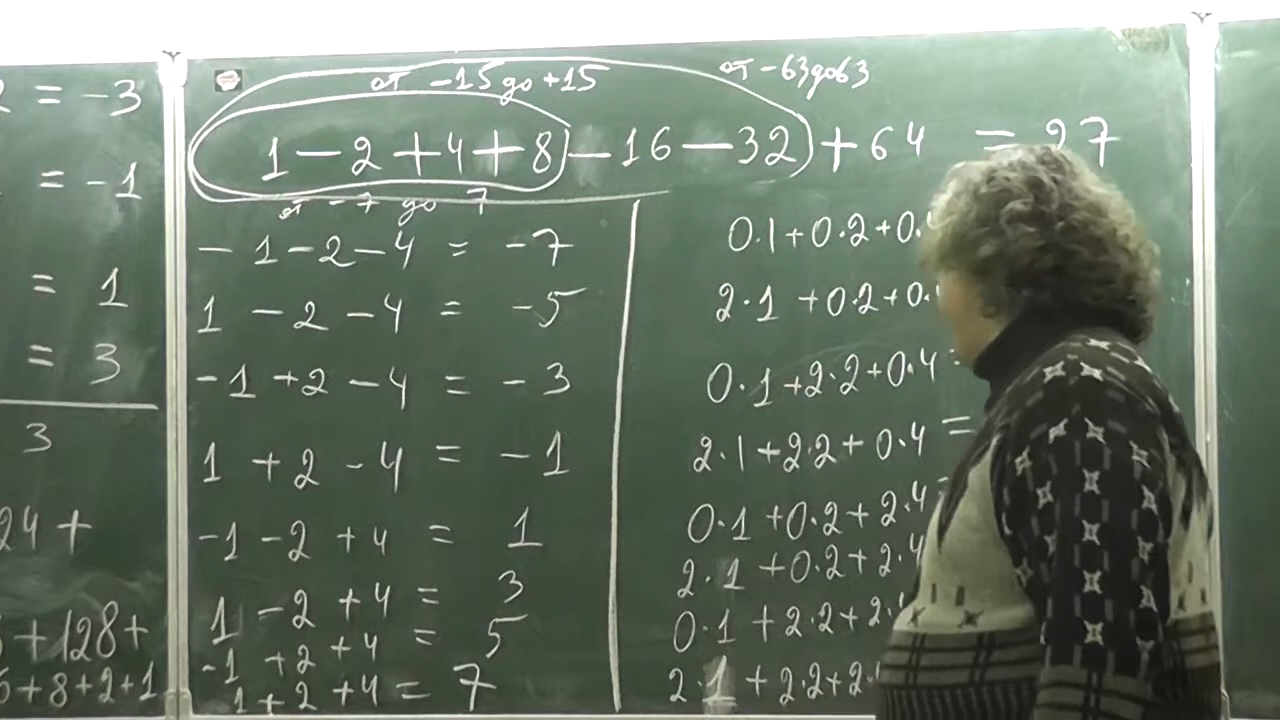 2 = -3
= -1
= 1
= 3
3
24 +
+128+
+8+2+1
от -15 до +15
от -63 до 63
1 - 2 + 4 + 8 - 16 - 32 + 64 = 27
от -7 до 7
- 1 - 2 - 4 = -7
1 - 2 - 4 = -5
-1 +2 - 4 = -3
1 + 2 - 4 = -1
-1 - 2 + 4 = 1
1 - 2 + 4 = 3
-1 +2 +4 = 5
1 + 2 + 4 = 7
0·1+0·2+0·4
2·1 +0·2+0·
0·1 +2·2+0·4 =
2·1+2·2+ 0·4 =
0·1 +0·2+ 2·4 =
2·1 +0·2+ 2·4
0·1 +2·2+2·
2·1 + 2·2+2·